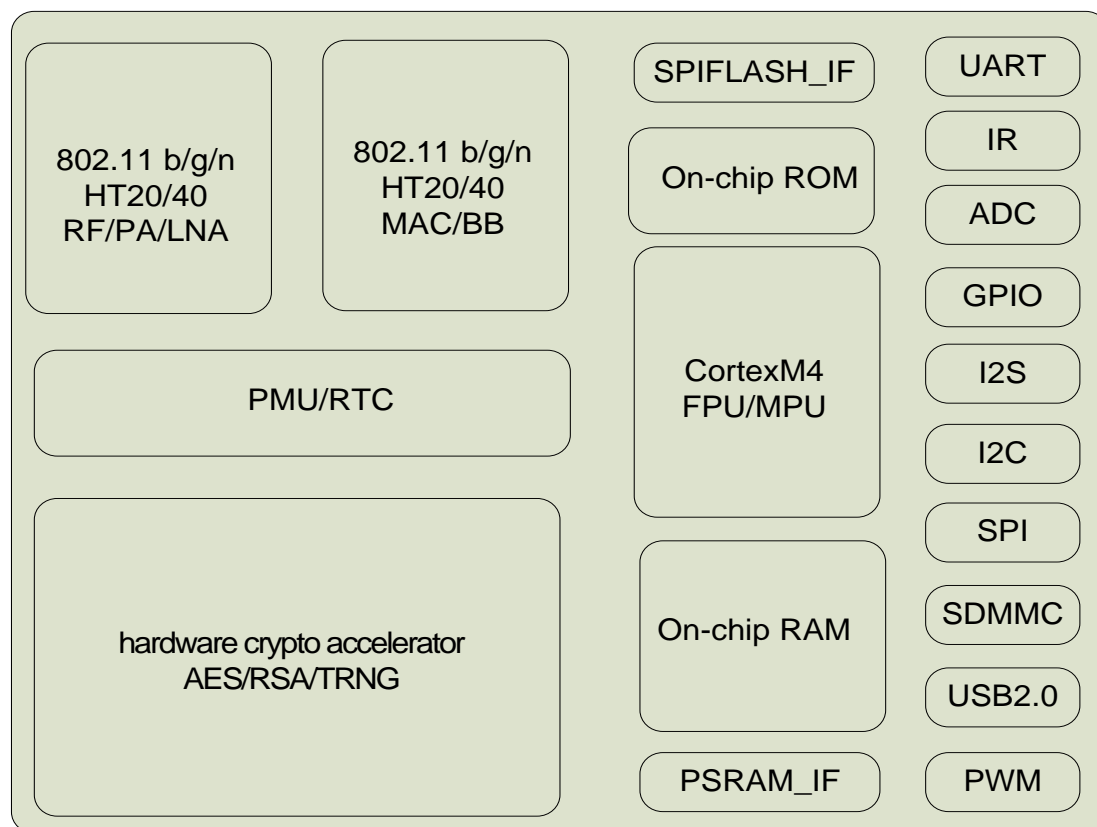 802.11 b/g/n
HT20/40
RF/PA/LNA
802.11 b/g/n
HT20/40
MAC/BB
PMU/RTC
hardware crypto accelerator
AES/RSA/TRNG
SPIFLASH_IF
On-chip ROM
CortexM4
FPU/MPU
On-chip RAM
PSRAM_IF
UART
IR
ADC
GPIO
I2S
I2C
SPI
SDMMC
USB2.0
PWM